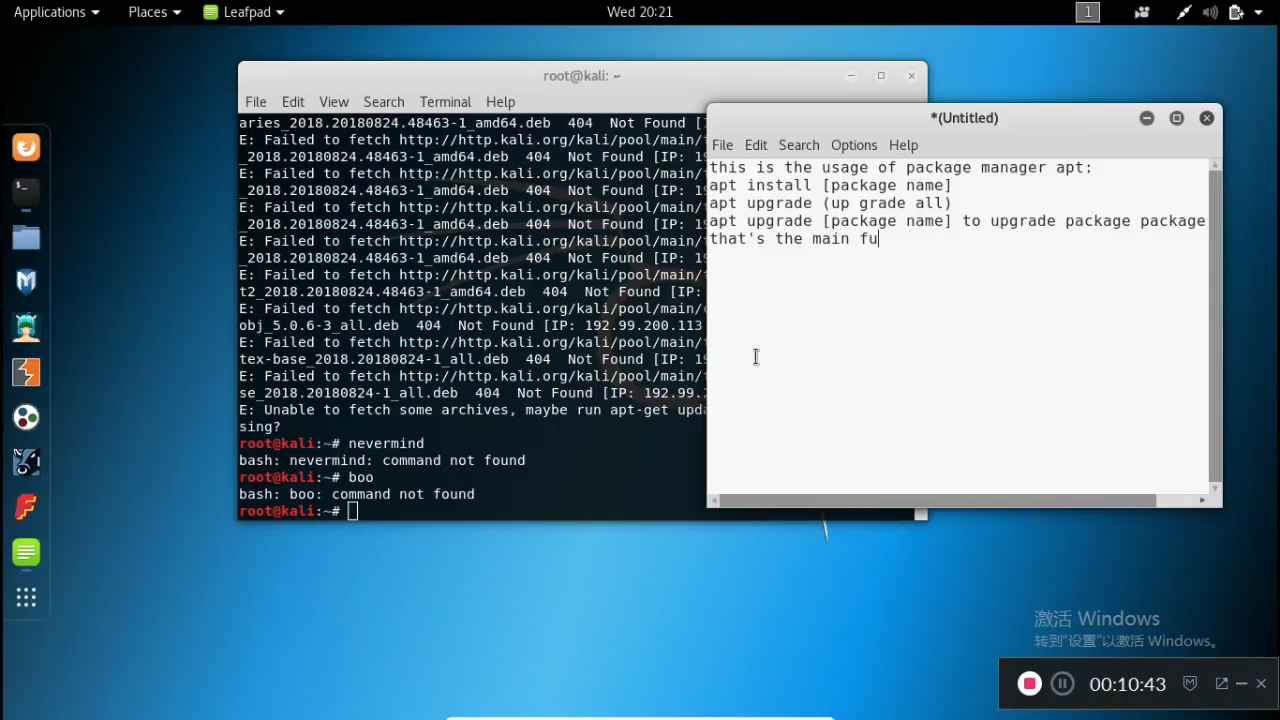 Applications Places Leafpad Wed 20:21 1
root@kali: ~
File Edit View Search Terminal Help
aries_2018.20180824.48463-1_amd64.deb 404 Not Found [
E: Failed to fetch http://http.kali.org/kali/pool/main/
_2018.20180824.48463-1_amd64.deb 404 Not Found [IP:
E: Failed to fetch http://http.kali.org/kali/pool/main/
_2018.20180824.48463-1_amd64.deb 404 Not Found [IP: 19
E: Failed to fetch http://http.kali.org/kali/pool/main/
_2018.20180824.48463-1_amd64.deb 404 Not Found [IP: 19
E: Failed to fetch http://http.kali.org/kali/pool/main/
_2018.20180824.48463-1_amd64.deb 404 Not Found [IP: 19
E: Failed to fetch http://http.kali.org/kali/pool/main/
t2_2018.20180824.48463-1_amd64.deb 404 Not Found [IP:
E: Failed to fetch http://http.kali.org/kali/pool/main/
obj_5.0.6-3_all.deb 404 Not Found [IP: 192.99.200.113
E: Failed to fetch http://http.kali.org/kali/pool/main/
tex-base_2018.20180824-1_all.deb 404 Not Found [IP: 19
E: Failed to fetch http://http.kali.org/kali/pool/main/
se_2018.20180824-1_all.deb 404 Not Found [IP: 192.99.2
E: Unable to fetch some archives, maybe run apt-get upda
sing?
root@kali:~# nevermind
bash: nevermind: command not found
root@kali:~# boo
bash: boo: command not found
root@kali:~#
*(Untitled)
File Edit Search Options Help
this is the usage of package manager apt:
apt install [package name]
apt upgrade (up grade all)
apt upgrade [package name] to upgrade package package
that's the main fu
激活 Windows
转到"设置"以激活 Windows。
00:10:43